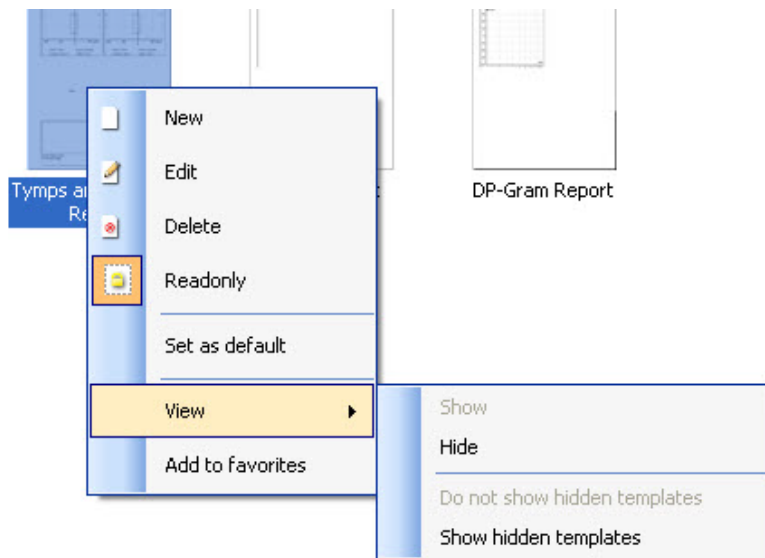 New
Edit
Tymps a
Re
DP-Gram Report
Delete
Readonly
Set as default
View
Show
Hide
Add to favorites
Do not show hidden templates
Show hidden templates